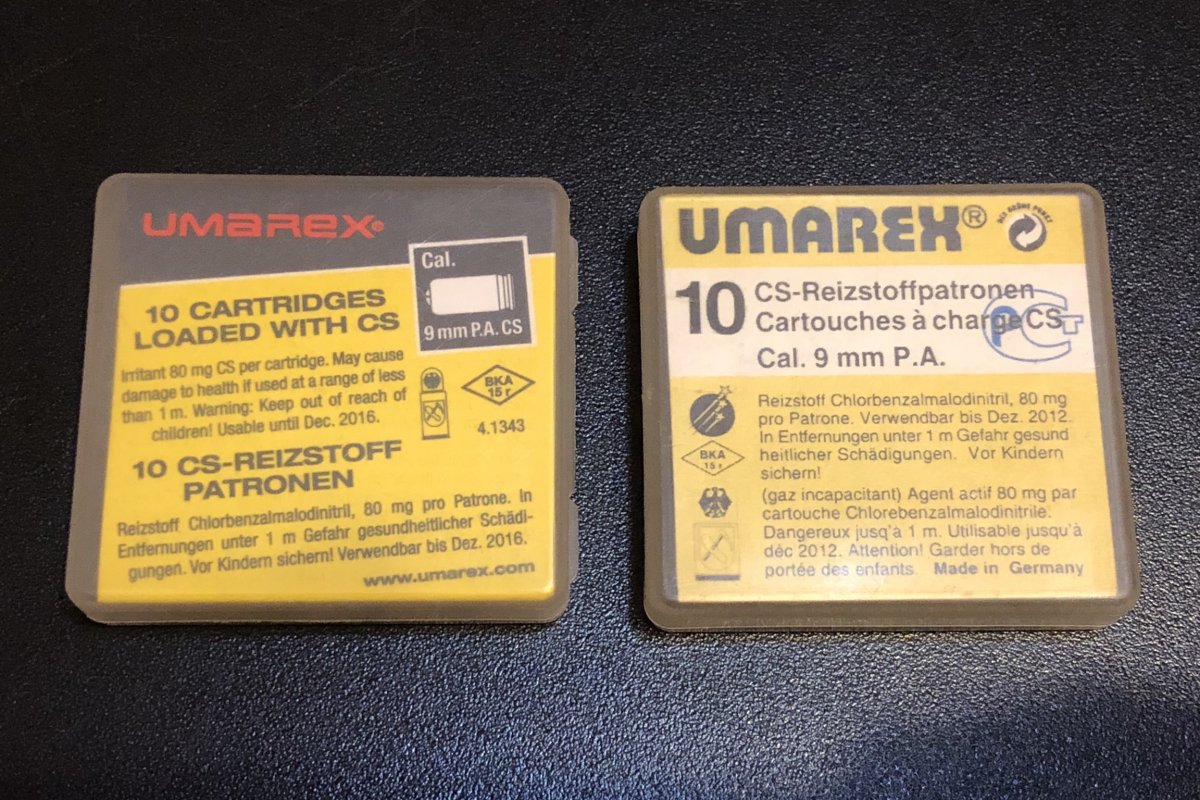 UMAREX®
Cal.
9 mm P.A. CS
10 CARTRIDGES
LOADED WITH CS
Irritant 80 mg CS per cartridge. May cause
damage to health if used at a range of less
than 1 m. Warning: Keep out of reach of
children! Usable until Dec. 2016.
BKA
15 r
4.1343
10 CS-REIZSTOFF
PATRONEN
Reizstoff Chlorbenzalmalodinitril, 80 mg pro Patrone. In
Entfernungen unter 1 m Gefahr gesundheitlicher Schädi-
gungen. Vor Kindern sichern! Verwendbar bis Dez. 2016.
www.umarex.com
UMAREX®
DER GRÜNE PUNKT
10
CS-Reizstoffpatronen
Cartouches à charge CS
Cal. 9 mm P.A.
PCT
BKA
15 r
Reizstoff Chlorbenzalmalodinitril, 80 mg
pro Patrone. Verwendbar bis Dez. 2012.
In Entfernungen unter 1 m Gefahr gesund
heitlicher Schädigungen. Vor Kindern
sichern!
(gaz incapacitant) Agent actif 80 mg par
cartouche Chlorebenzalmalodinitrile.
Dangereux jusq'à 1 m. Utilisable jusqu'à
déc 2012. Attention! Garder hors de
portée des enfants. Made in Germany